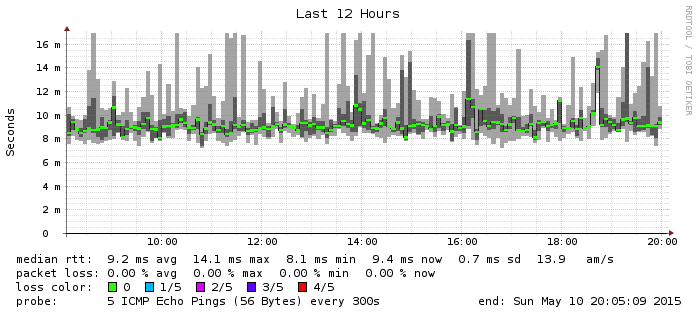 Last 12 Hours
RRDTOOL / TOBI OETIKER
Seconds
16 m
14 m
12 m
10 m
8 m
6 m
4 m
2 m
0
10:00 12:00 14:00 16:00 18:00 20:00
median rtt: 9.2 ms avg 14.1 ms max 8.1 ms min 9.4 ms now 0.7 ms sd 13.9 am/s
packet loss: 0.00 % avg 0.00 % max 0.00 % min 0.00 % now
loss color: 0 1/5 2/5 3/5 4/5
probe: 5 ICMP Echo Pings (56 Bytes) every 300s end: Sun May 10 20:05:09 2015